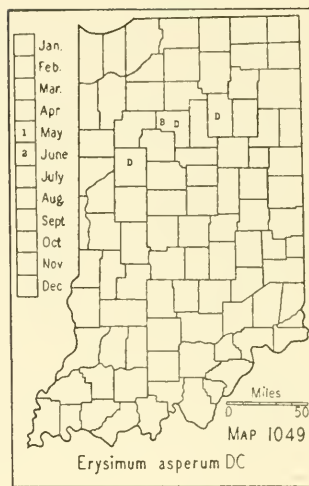 Jan.
Feb.
Mar.
Apr
1 May
2 June
July
Aug.
Sept
Oct
Nov
Dec
B D
D
D
Miles
0 50
MAP 1049
Erysimum asperum DC